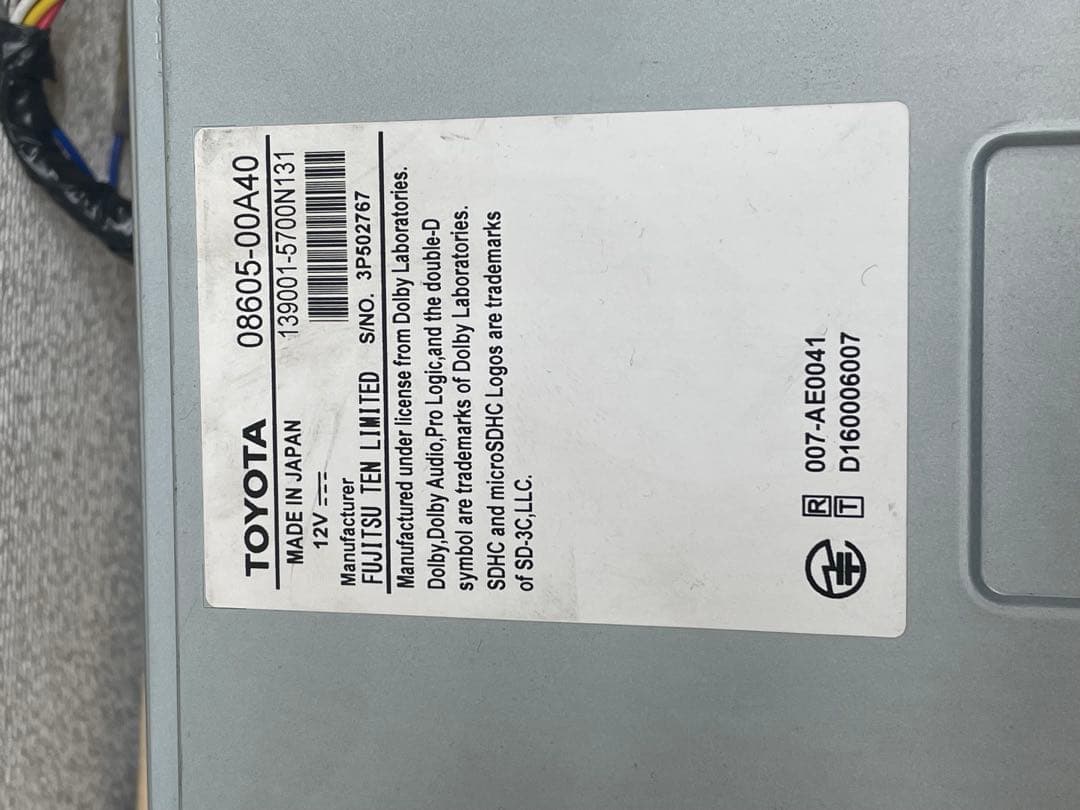 TOYOTA 08605-00A40
MADE IN JAPAN 139001-5700N131
12V
Manufacturer
FUJITSU TEN LIMITED S/NO. 3P502767
Manufactured under license from Dolby Laboratories.
Dolby,Dolby Audio,Pro Logic,and the double-D
symbol are trademarks of Dolby Laboratories.
SDHC and microSDHC Logos are trademarks
of SD-3C,LLC.
R 007-AE0041
T D160006007